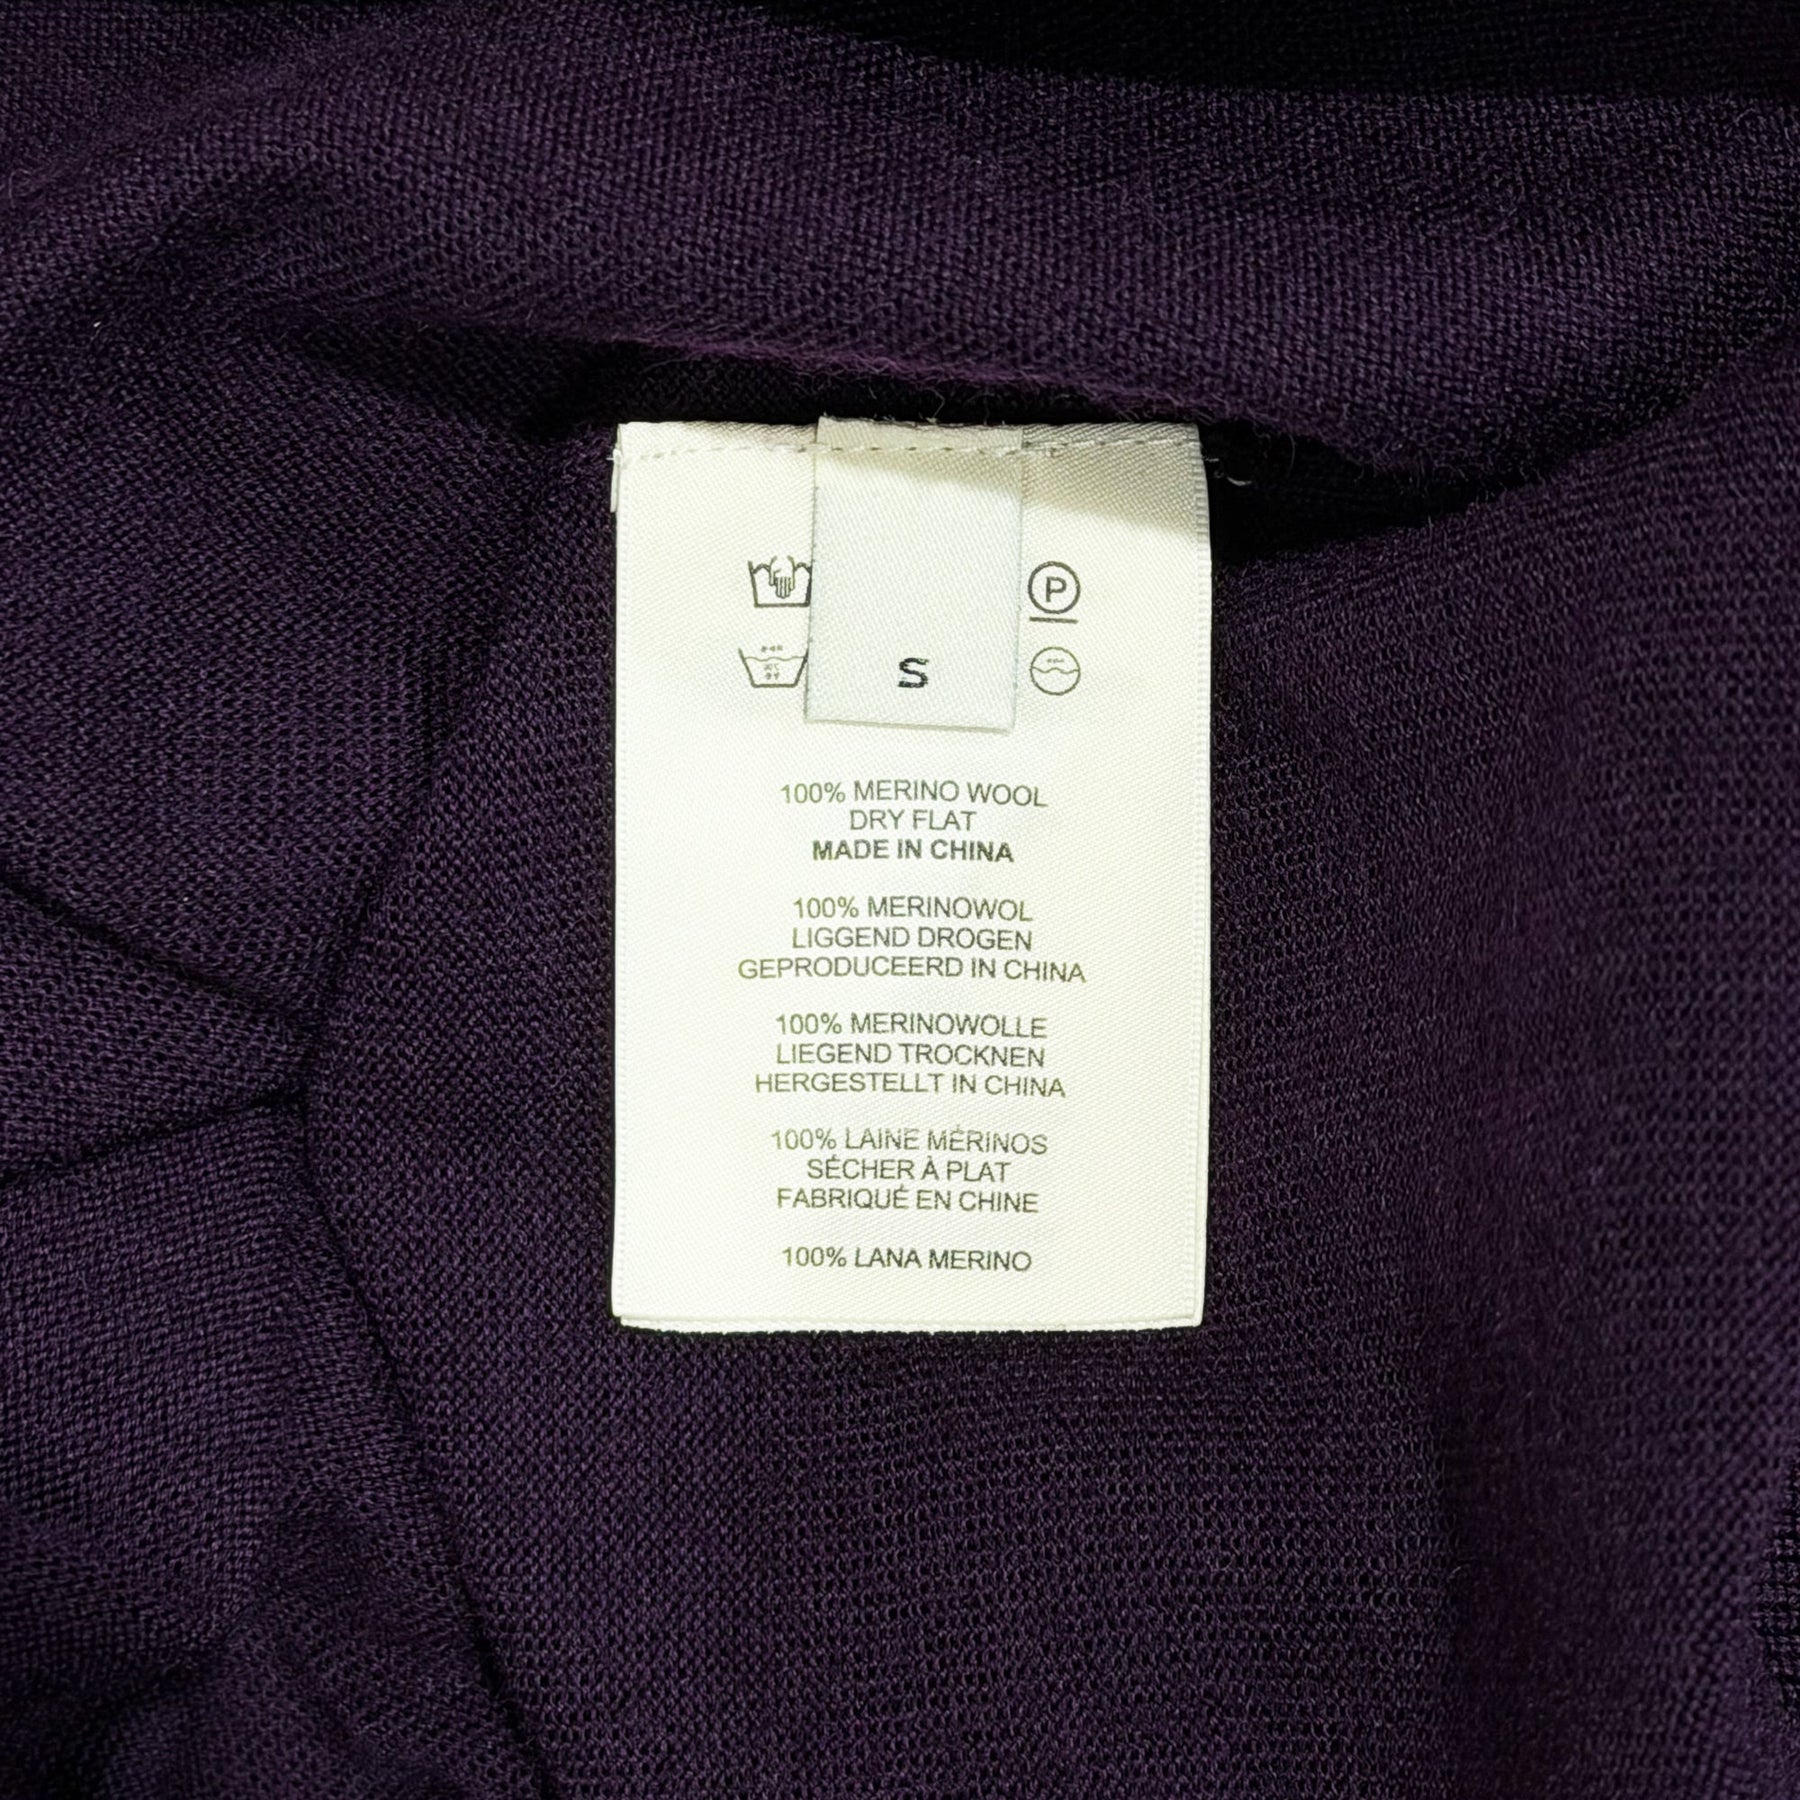 P
S
100% MERINO WOOL
DRY FLAT
MADE IN CHINA
100% MERINOWOL
LIGGEND DROGEN
GEPRODUCEERD IN CHINA
100% MERINOWOLLE
LIEGEND TROCKNEN
HERGESTELLT IN CHINA
100% LAINE MÉRINOS
SÉCHER À PLAT
FABRIQUÉ EN CHINE
100% LANA MERINO